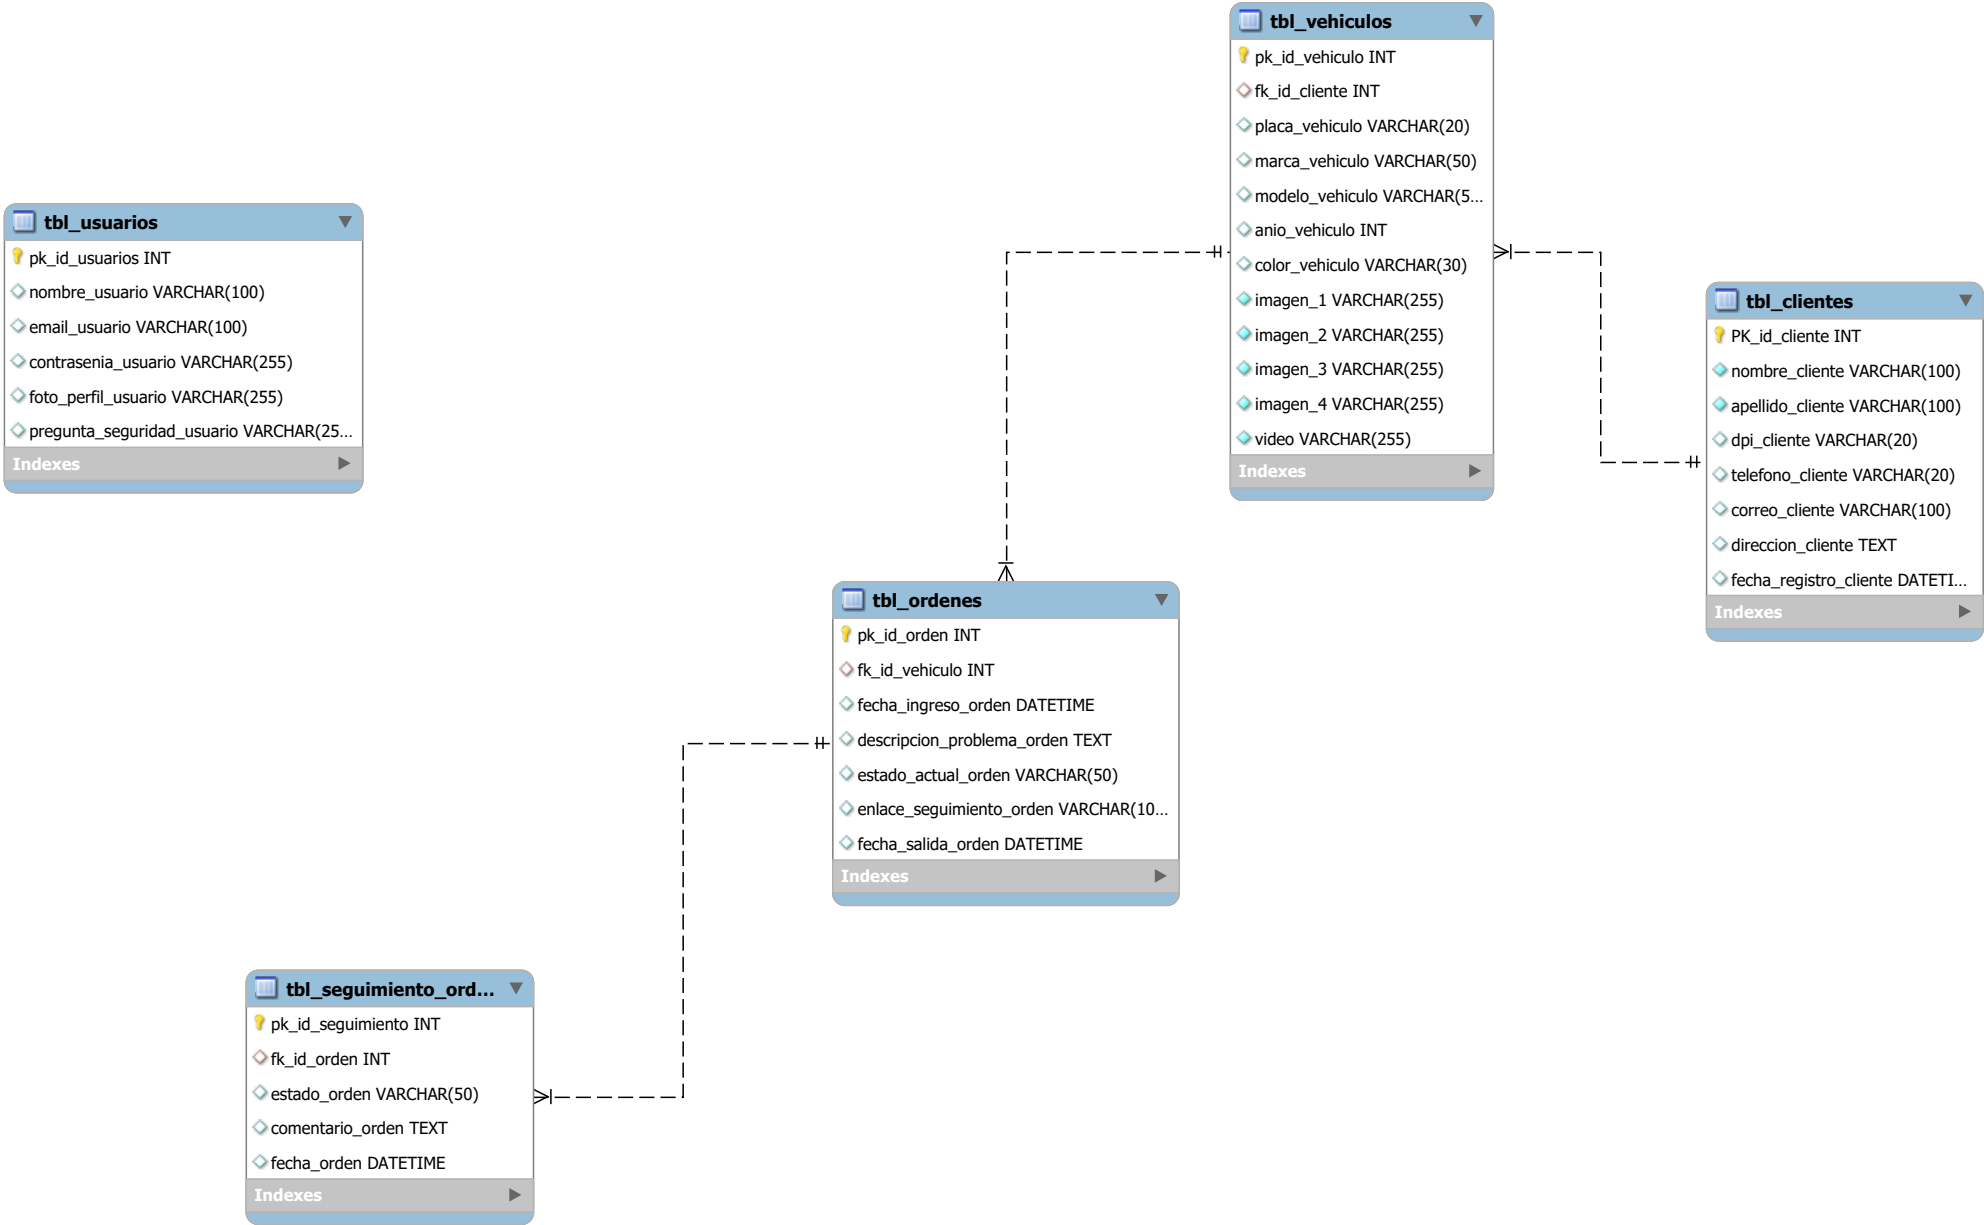 tbl_usuarios
pk_id_usuarios INT
nombre_usuario VARCHAR(100)
email_usuario VARCHAR(100)
contrasenia_usuario VARCHAR(255)
foto_perfil_usuario VARCHAR(255)
pregunta_seguridad_usuario VARCHAR(25...
Indexes
tbl_vehiculos
pk_id_vehiculo INT
fk_id_cliente INT
placa_vehiculo VARCHAR(20)
marca_vehiculo VARCHAR(50)
modelo_vehiculo VARCHAR(5...
anio_vehiculo INT
color_vehiculo VARCHAR(30)
imagen_1 VARCHAR(255)
imagen_2 VARCHAR(255)
imagen_3 VARCHAR(255)
imagen_4 VARCHAR(255)
video VARCHAR(255)
Indexes
tbl_clientes
PK_id_cliente INT
nombre_cliente VARCHAR(100)
apellido_cliente VARCHAR(100)
dpi_cliente VARCHAR(20)
telefono_cliente VARCHAR(20)
correo_cliente VARCHAR(100)
direccion_cliente TEXT
fecha_registro_cliente DATETI...
Indexes
tbl_ordenes
pk_id_orden INT
fk_id_vehiculo INT
fecha_ingreso_orden DATETIME
descripcion_problema_orden TEXT
estado_actual_orden VARCHAR(50)
enlace_seguimiento_orden VARCHAR(10...
fecha_salida_orden DATETIME
Indexes
tbl_seguimiento_ord...
pk_id_seguimiento INT
fk_id_orden INT
estado_orden VARCHAR(50)
comentario_orden TEXT
fecha_orden DATETIME
Indexes